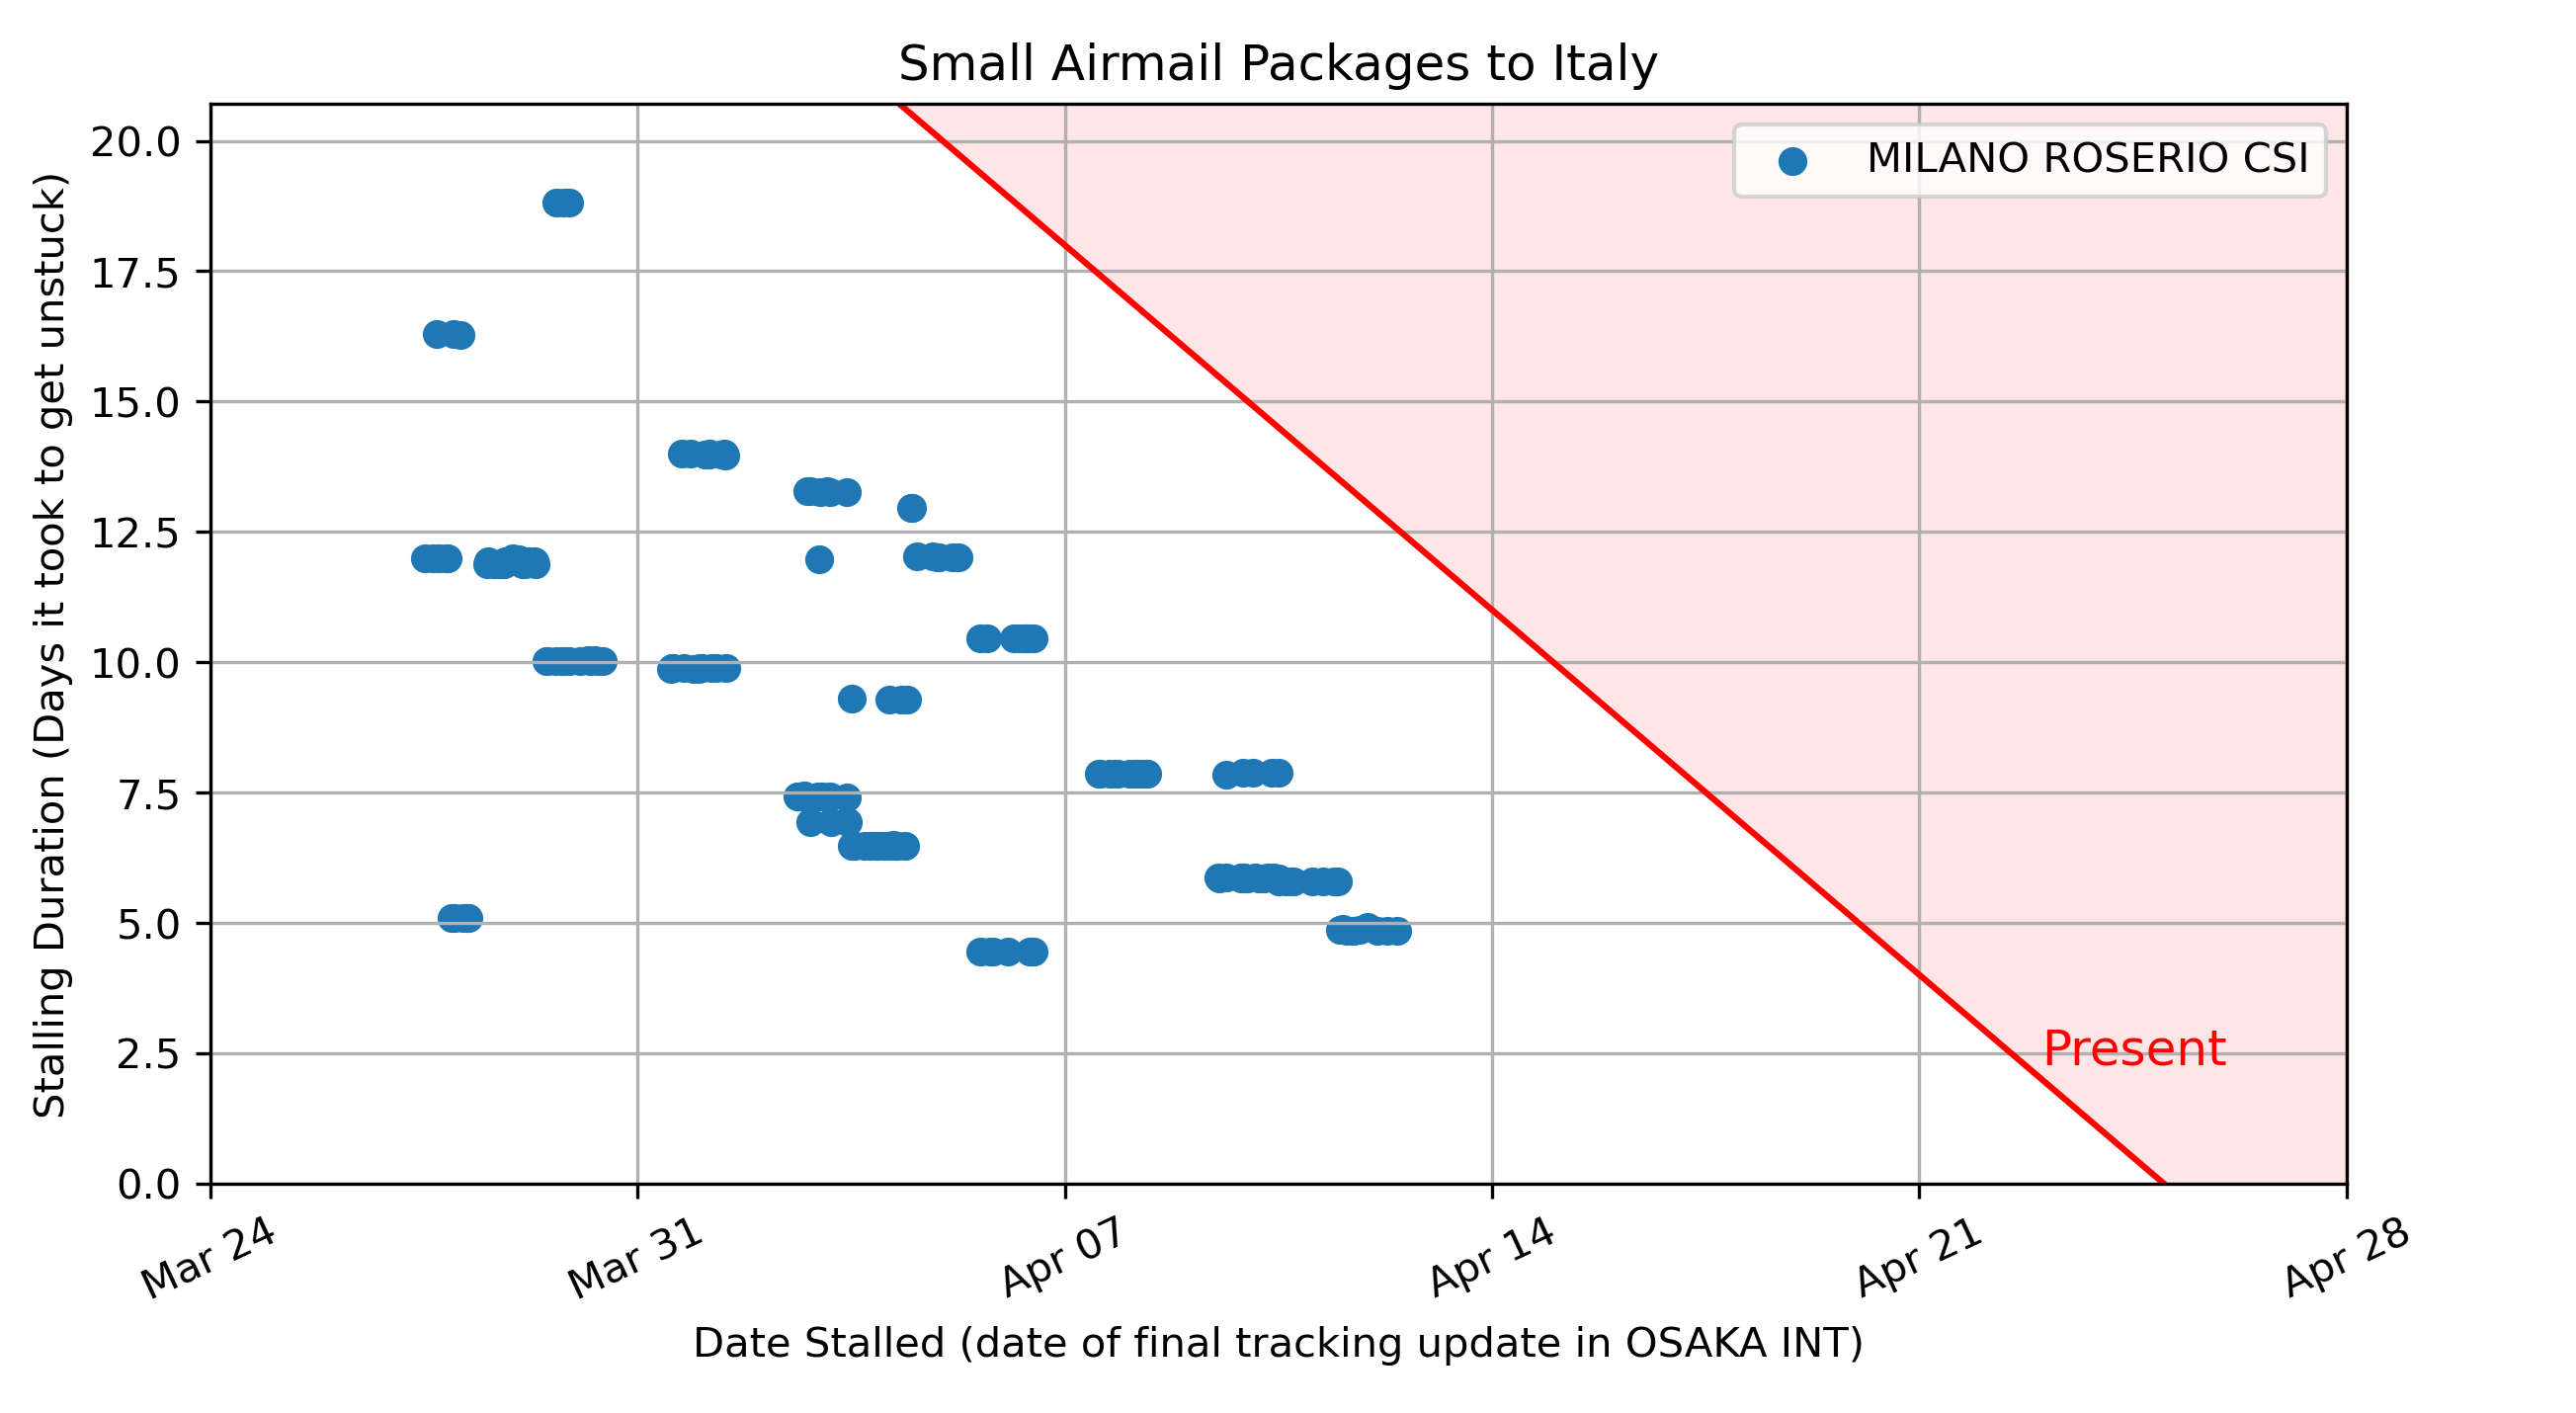 Small Airmail Packages to Italy
MILANO ROSERIO CSI
Stalling Duration (Days it took to get unstuck)
20.0
17.5
15.0
12.5
10.0
7.5
5.0
2.5
0.0
Present
Mar 24
Mar 31
Apr 07
Apr 14
Apr 21
Apr 28
Date Stalled (date of final tracking update in OSAKA INT)